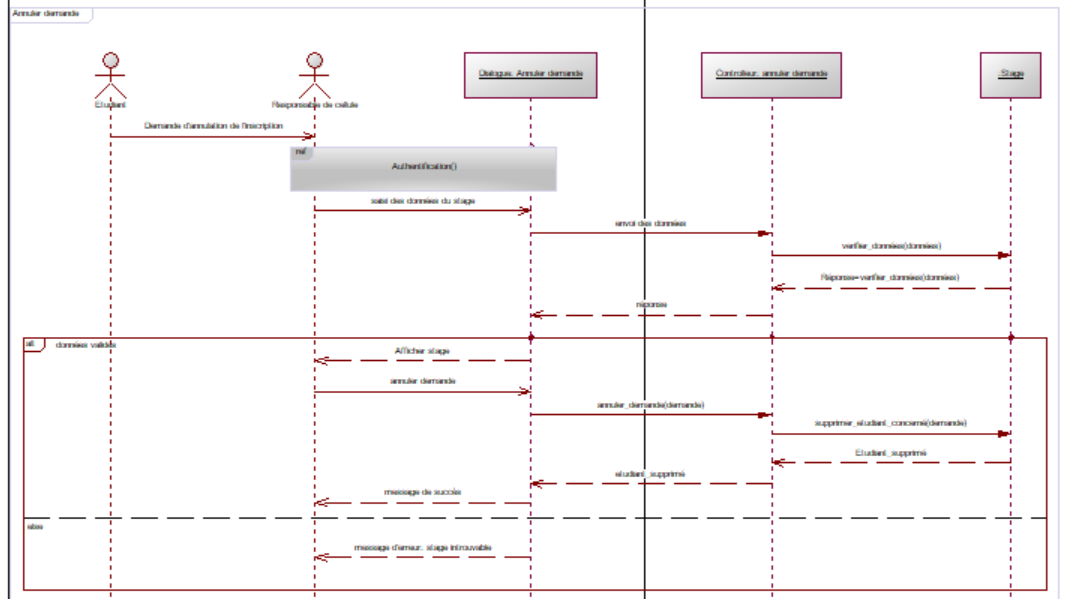 Annuler demande
Etudiant
Responsable de cellule
Dialogue. Annuler demande
Controlleur. annuler demande
:Stage
Demande d'annulation de l'inscription
ref
Authentification()
saisi des données du stage
envoi des données
verifier_données(données)
Réponse=verifier_données(données)
réponse
alt
données valides
Afficher stage
annuler demande
annuler_demande(demande)
supprimer_etudiant_concerné(demande)
Etudiant_supprimé
etudiant_supprimé
message de succès
else
message d'erreur. stage introuvable